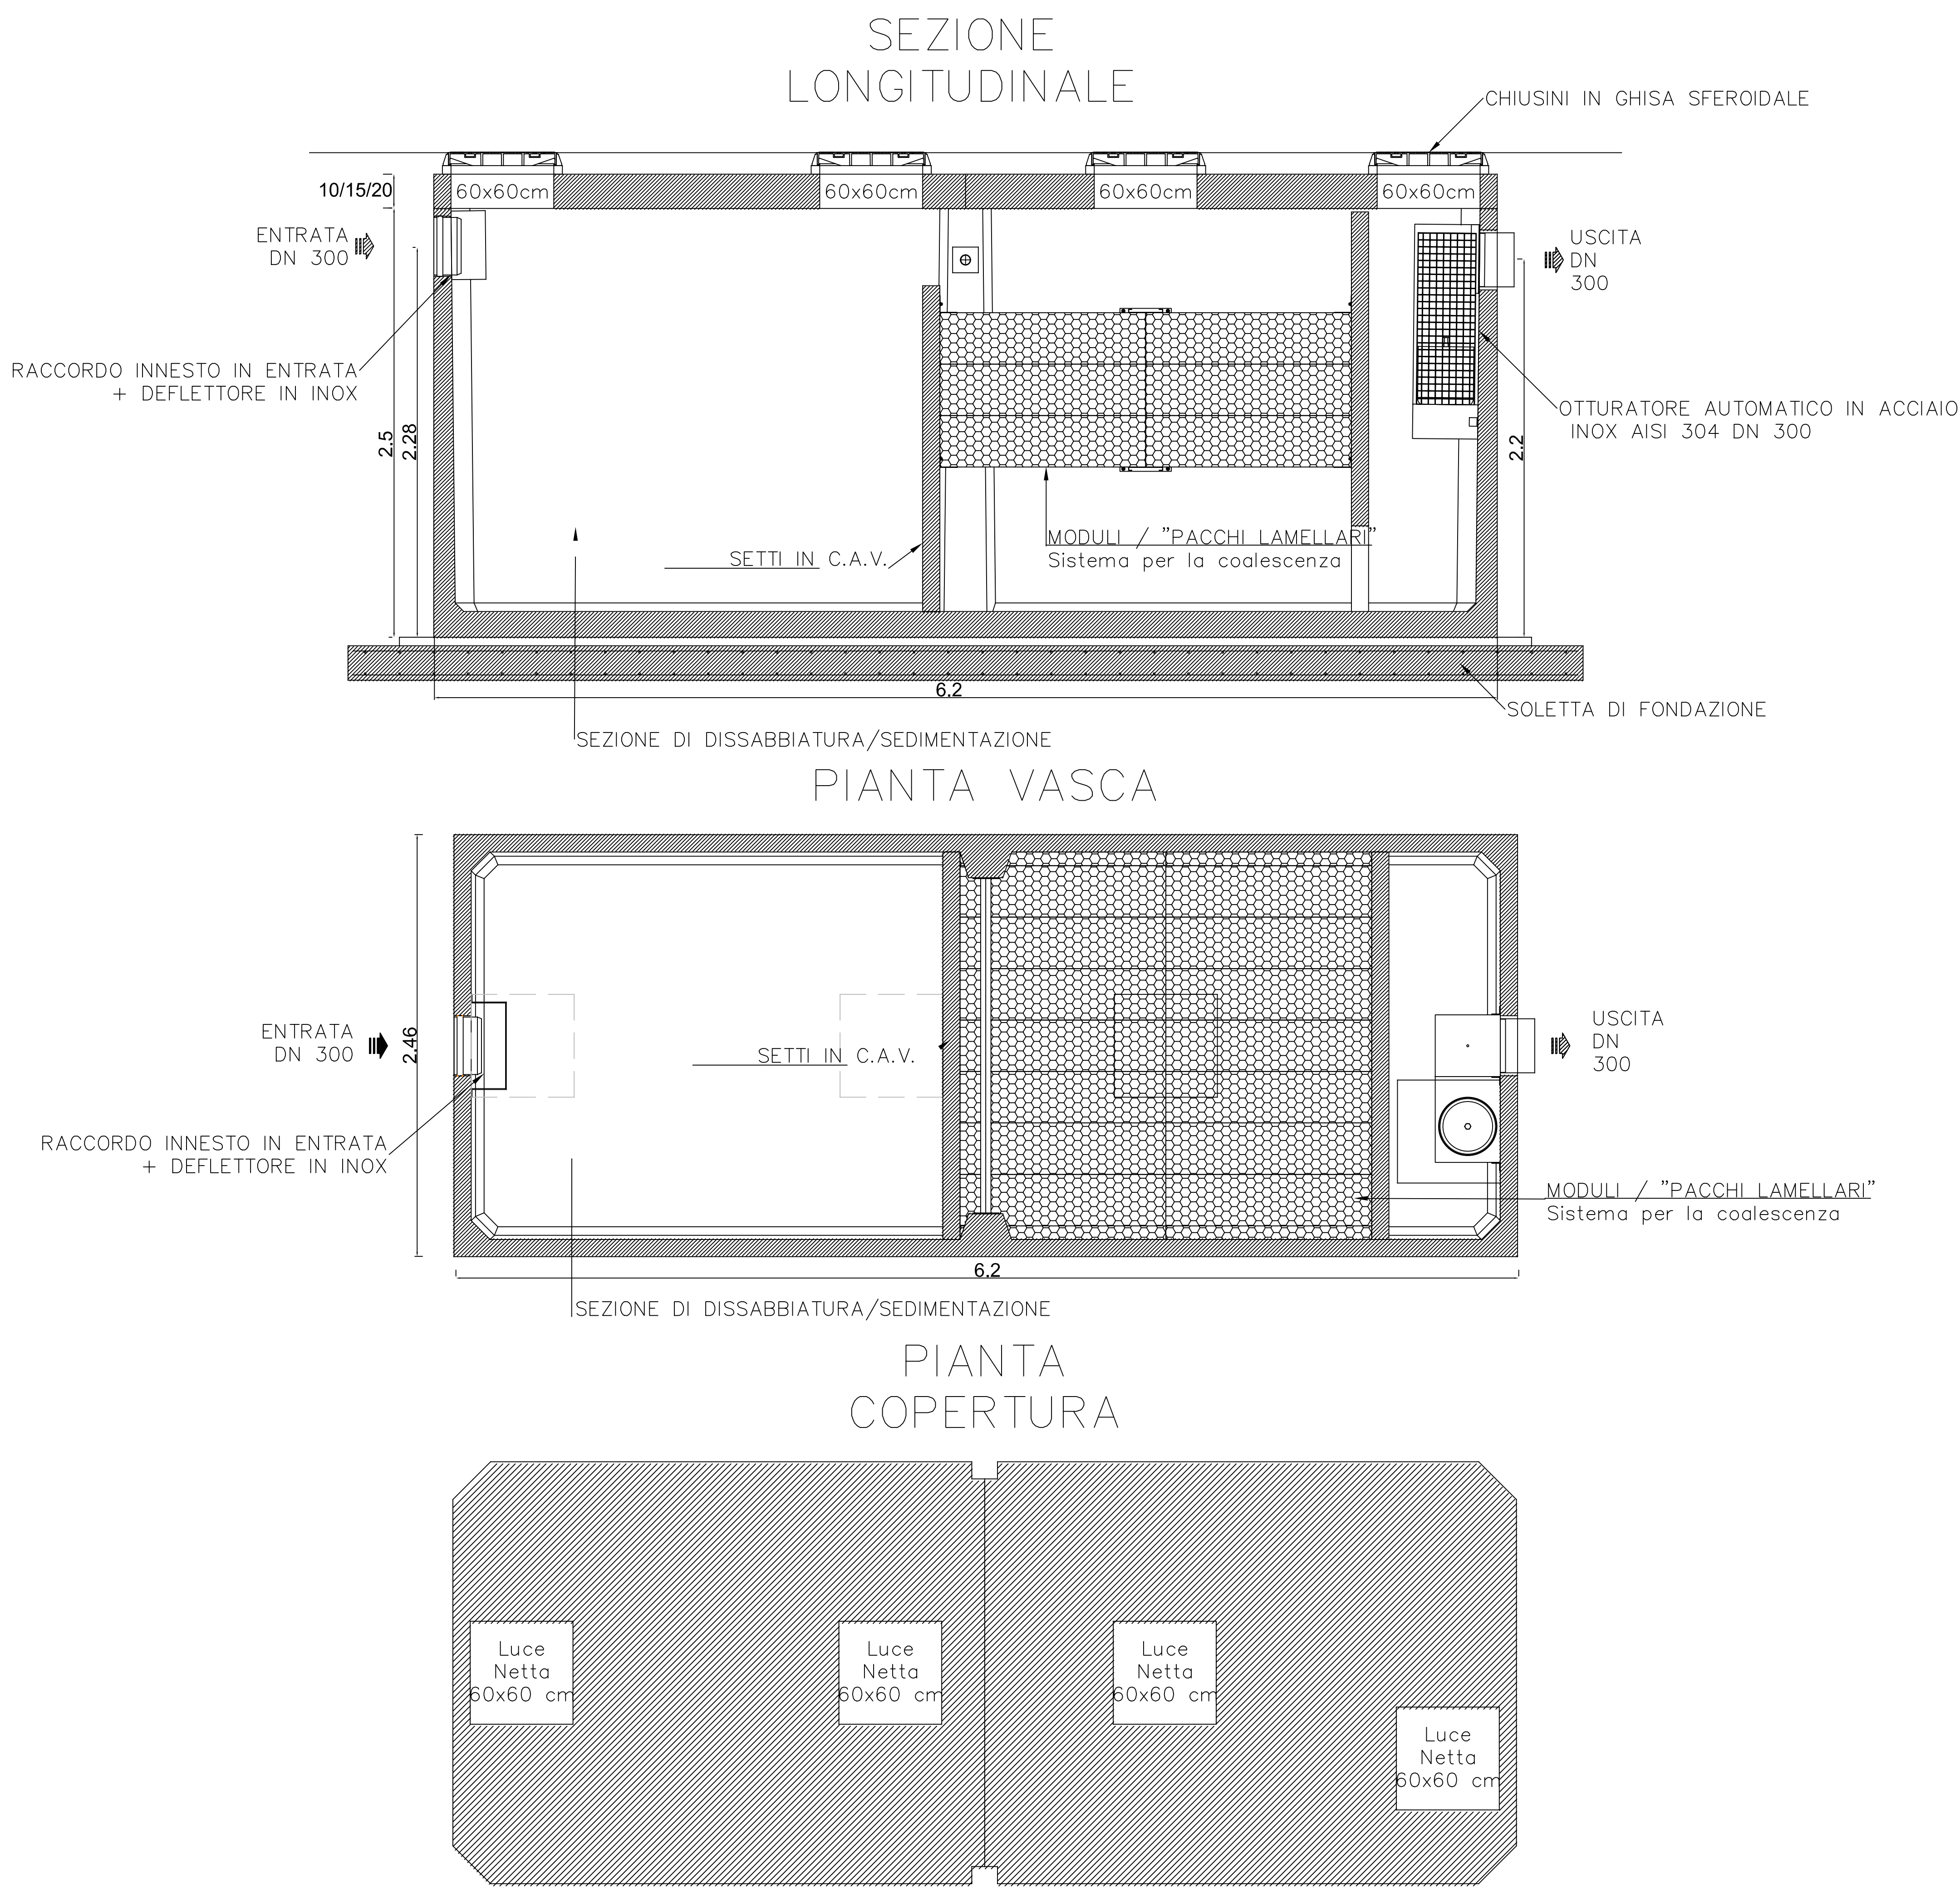 SEZIONE
LONGITUDINALE
CHIUSINI IN GHISA SFEROIDALE
10/15/20
60x60cm
60x60cm
60x60cm
60x60cm
ENTRATA
DN 300
USCITA
DN
300
RACCORDO INNESTO IN ENTRATA
+ DEFLETTORE IN INOX
OTTURATORE AUTOMATICO IN ACCIAIO
INOX AISI 304 DN 300
2.5
2.28
2.2
SETTI IN C.A.V.
MODULI / "PACCHI LAMELLARI"
Sistema per la coalescenza
6.2
SOLETTA DI FONDAZIONE
SEZIONE DI DISSABBIATURA/SEDIMENTAZIONE
PIANTA VASCA
ENTRATA
DN 300
2.46
SETTI IN C.A.V.
USCITA
DN
300
RACCORDO INNESTO IN ENTRATA
+ DEFLETTORE IN INOX
MODULI / "PACCHI LAMELLARI"
Sistema per la coalescenza
6.2
SEZIONE DI DISSABBIATURA/SEDIMENTAZIONE
PIANTA
COPERTURA
Luce
Netta
60x60 cm
Luce
Netta
60x60 cm
Luce
Netta
60x60 cm
Luce
Netta
60x60 cm